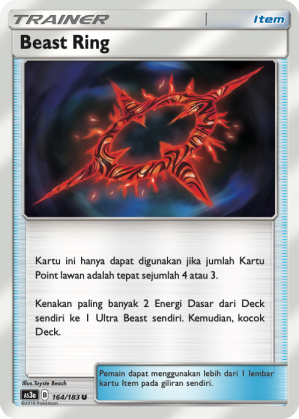 TRAINER
Item
Beast Ring
Kartu ini hanya dapat digunakan jika jumlah Kartu
Point lawan adalah tepat sejumlah 4 atau 3.
Kenakan paling banyak 2 Energi Dasar dari Deck
sendiri ke 1 Ultra Beast sendiri. Kemudian, kocok
Deck.
Illus. Toyste Beach
AS3a B 164/183 U
©2019 Pokémon
Pemain dapat menggunakan lebih dari 1 lembar
kartu Item pada giliran sendiri.